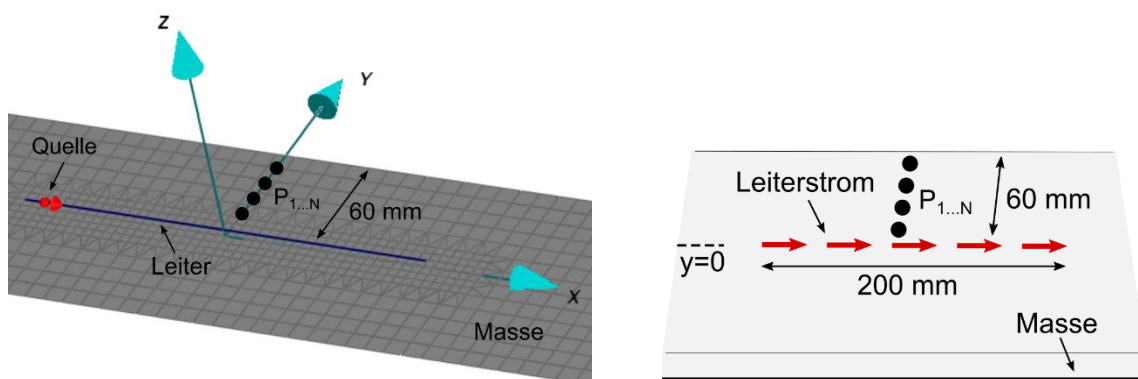 Z
Y
Quelle
P1...N
60 mm
Leiter
X
Masse
Leiterstrom
P1...N
60 mm
y=0
200 mm
Masse